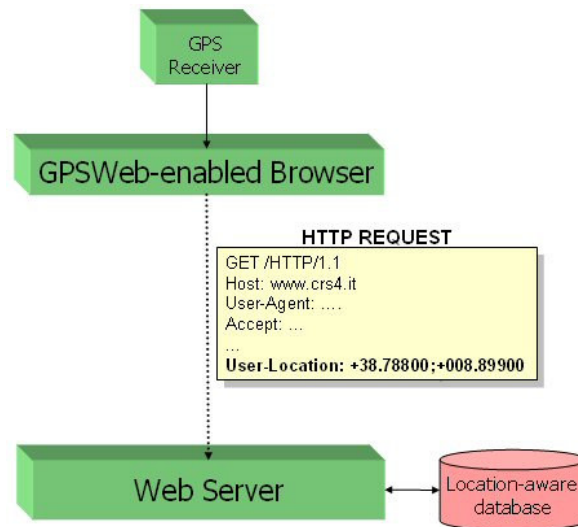 GPS
Receiver
GPSWeb-enabled Browser
HTTP REQUEST
GET /HTTP/1.1
Host: www.crs4.it
User-Agent: ....
Accept: ...
...
User-Location: +38.78800;+008.89900
Web Server
Location-aware
database